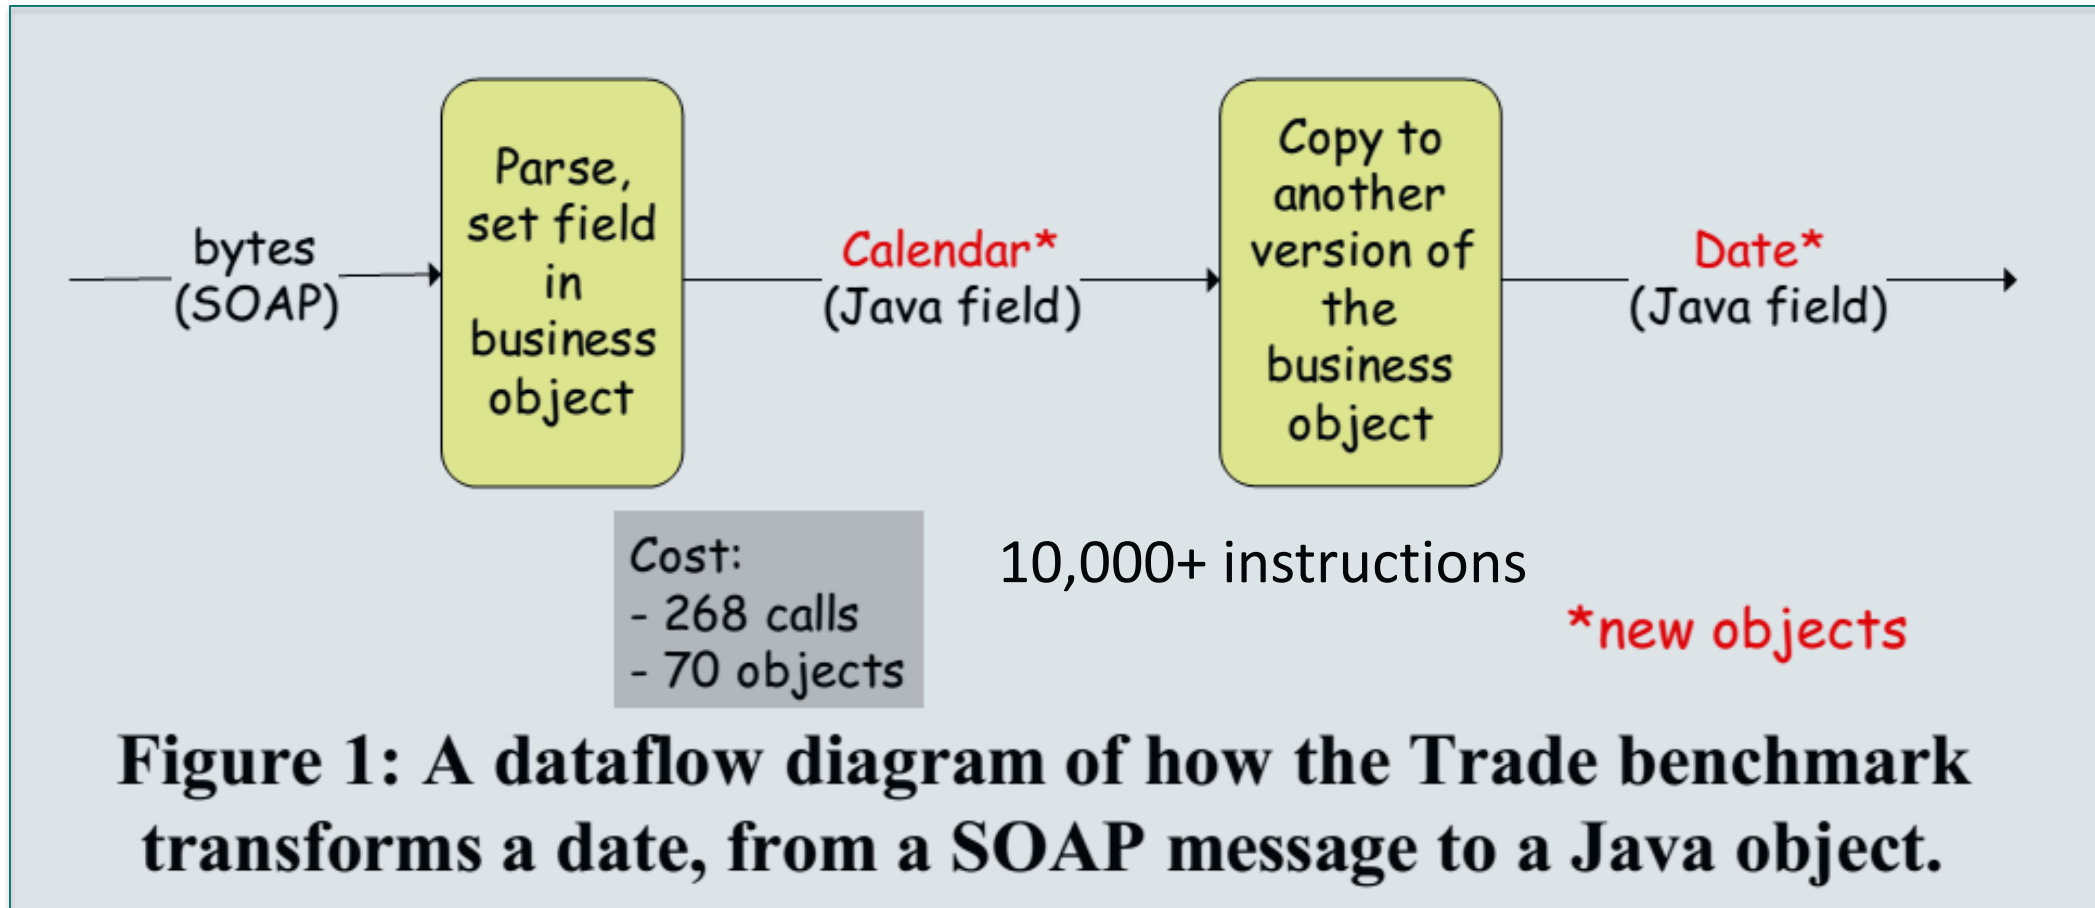 bytes
(SOAP)
Parse,
set field
in
business
object
Calendar*
(Java field)
Copy to
another
version of
the
business
object
Date*
(Java field)
Cost:
- 268 calls
- 70 objects
10,000+ instructions
*new objects
Figure 1: A dataflow diagram of how the Trade benchmark
transforms a date, from a SOAP message to a Java object.